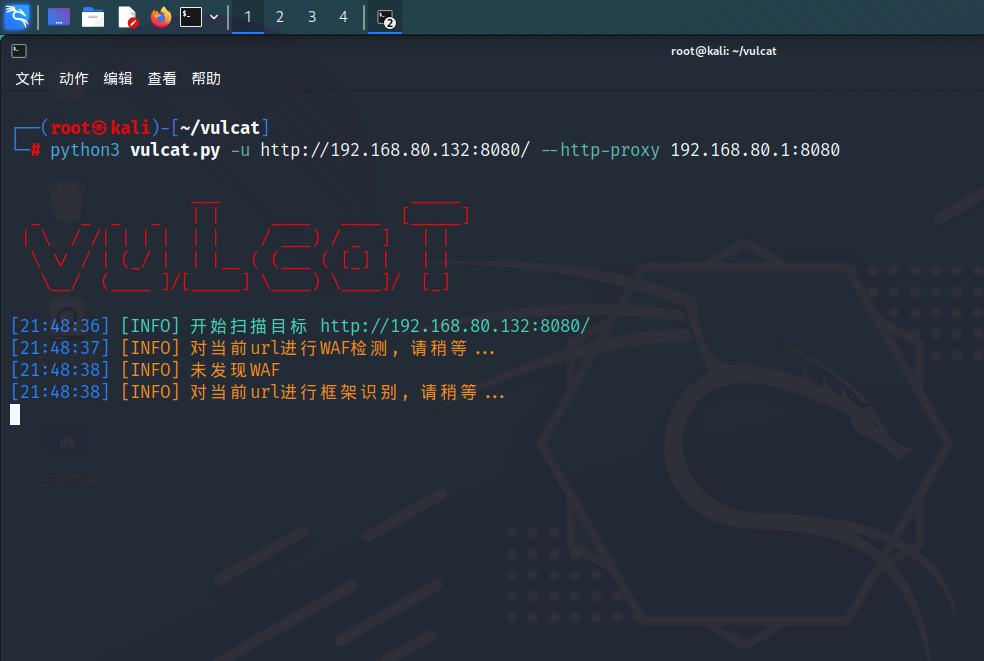 1 2 3 4 2
root@kali: ~/vulcat
文件 动作 编辑 查看 帮助
┌──(root㉿kali)-[~/vulcat]
└─# python3 vulcat.py -u http://192.168.80.132:8080/ --http-proxy 192.168.80.1:8080
vulcat
[21:48:36] [INFO] 开始扫描目标 http://192.168.80.132:8080/
[21:48:37] [INFO] 对当前url进行WAF检测, 请稍等...
[21:48:38] [INFO] 未发现WAF
[21:48:38] [INFO] 对当前url进行框架识别, 请稍等...
主文件夹